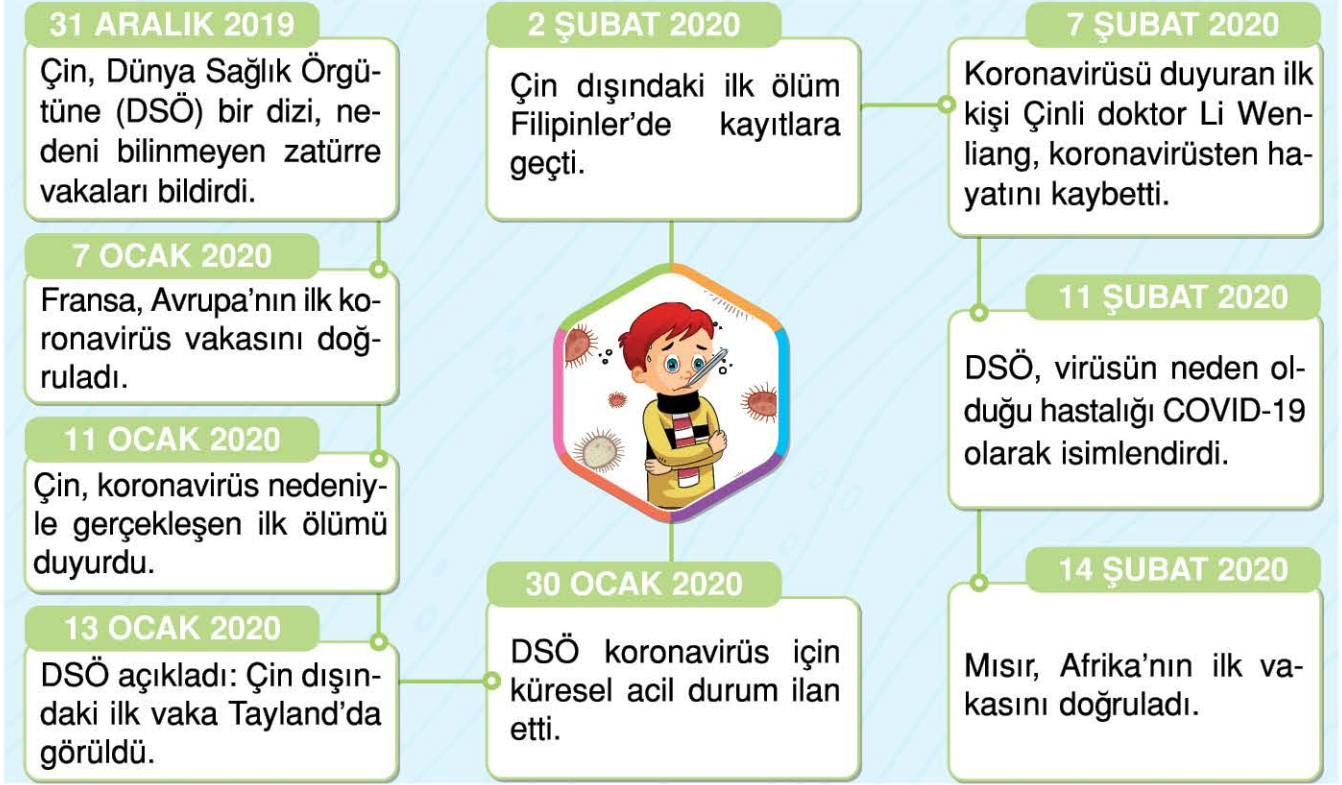 31 ARALIK 2019
Çin, Dünya Sağlık Örgü-
tüne (DSÖ) bir dizi, ne-
deni bilinmeyen zatürre
vakaları bildirdi.
7 OCAK 2020
Fransa, Avrupa’nın ilk ko-
ronavirüs vakasını doğ-
ruladı.
11 OCAK 2020
Çin, koronavirüs nedeniy-
le gerçekleşen ilk ölümü
duyurdu.
13 OCAK 2020
DSÖ açıkladı: Çin dışın-
daki ilk vaka Tayland’da
görüldü.
30 OCAK 2020
DSÖ koronavirüs için
küresel acil durum ilan
etti.
2 ŞUBAT 2020
Çin dışındaki ilk ölüm
Filipinler’de kayıtlara
geçti.
7 ŞUBAT 2020
Koronavirüsü duyuran ilk
kişi Çinli doktor Li Wen-
liang, koronavirüsten ha-
yatını kaybetti.
11 ŞUBAT 2020
DSÖ, virüsün neden ol-
duğu hastalığı COVID-19
olarak isimlendirdi.
14 ŞUBAT 2020
Mısır, Afrika’nın ilk va-
kasını doğruladı.